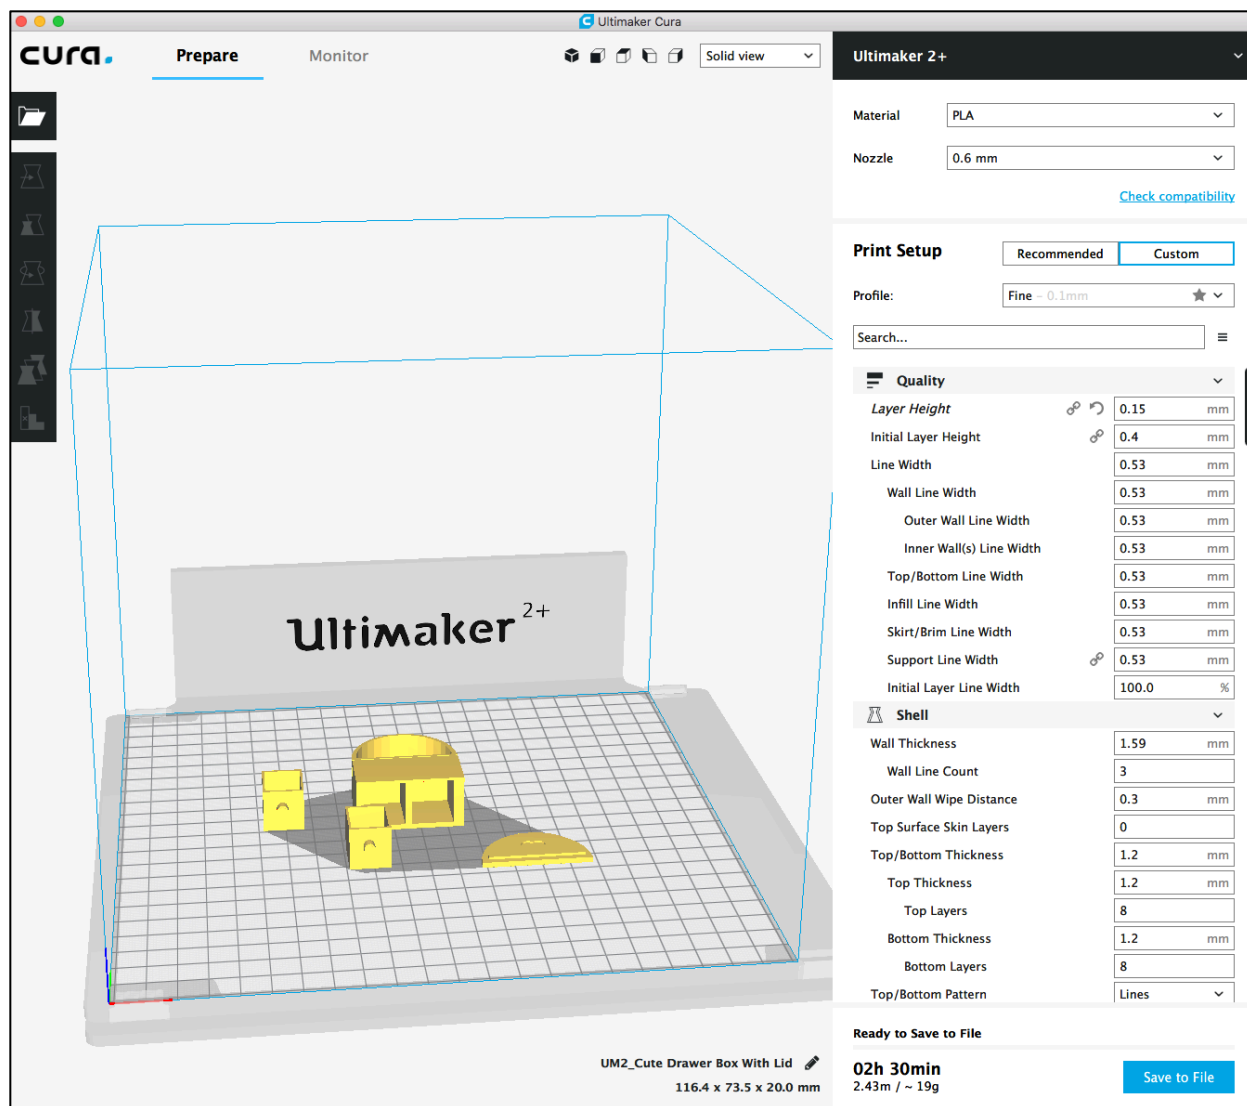 Ultimaker Cura
cura.
Prepare
Monitor
Solid view
Ultimaker 2+
Material
PLA
Nozzle
0.6 mm
Check compatibility
Print Setup
Recommended
Custom
Profile:
Fine - 0.1mm
Search...
Quality
Layer Height
0.15 mm
Initial Layer Height
0.4 mm
Line Width
0.53 mm
Wall Line Width
0.53 mm
Outer Wall Line Width
0.53 mm
Inner Wall(s) Line Width
0.53 mm
Top/Bottom Line Width
0.53 mm
Infill Line Width
0.53 mm
Skirt/Brim Line Width
0.53 mm
Support Line Width
0.53 mm
Initial Layer Line Width
100.0 %
Shell
Wall Thickness
1.59 mm
Wall Line Count
3
Outer Wall Wipe Distance
0.3 mm
Top Surface Skin Layers
0
Top/Bottom Thickness
1.2 mm
Top Thickness
1.2 mm
Top Layers
8
Bottom Thickness
1.2 mm
Bottom Layers
8
Top/Bottom Pattern
Lines
Ultimaker 2+
UM2_Cute Drawer Box With Lid
116.4 x 73.5 x 20.0 mm
Ready to Save to File
02h 30min
2.43m / ~ 19g
Save to File